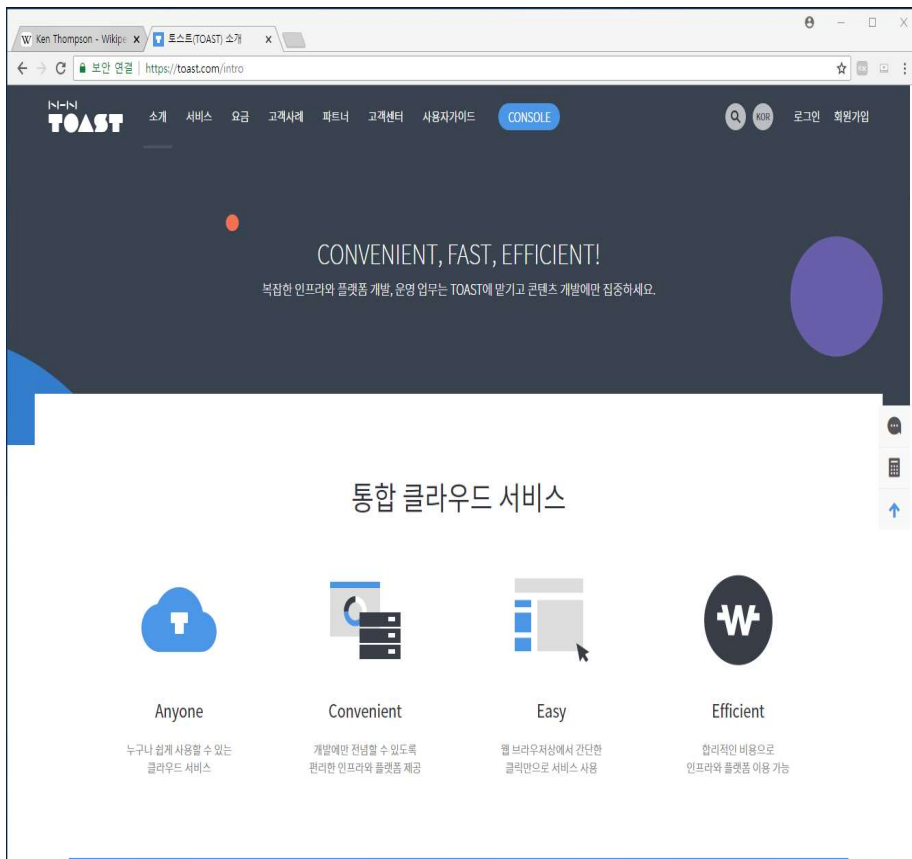 Ken Thompson - Wikipe
토스트(TOAST) 소개
보안 연결 | https://toast.com/intro
NHN
TOAST
소개 서비스 요금 고객사례 파트너 고객센터 사용자가이드 CONSOLE KOR 로그인 회원가입
CONVENIENT, FAST, EFFICIENT!
복잡한 인프라와 플랫폼 개발, 운영 업무는 TOAST에 맡기고 콘텐츠 개발에만 집중하세요.
통합 클라우드 서비스
Anyone
누구나 쉽게 사용할 수 있는
클라우드 서비스
Convenient
개발에만 전념할 수 있도록
편리한 인프라와 플랫폼 제공
Easy
웹 브라우저상에서 간단한
클릭만으로 서비스 사용
Efficient
합리적인 비용으로
인프라와 플랫폼 이용 가능